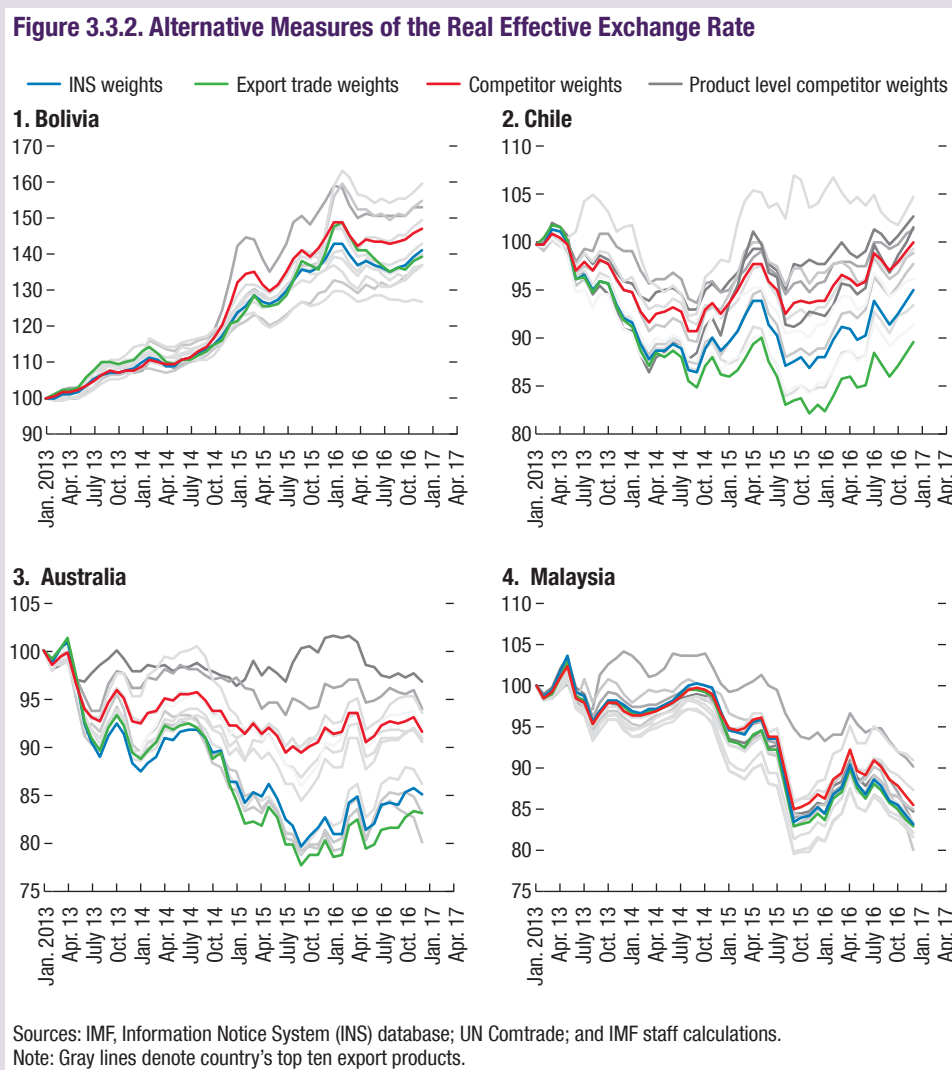 Figure 3.3.2. Alternative Measures of the Real Effective Exchange Rate
INS weights Export trade weights Competitor weights Product level competitor weights
1. Bolivia
170
160
150
140
130
120
110
100
90
Jan. 2013
Apr. 13
July 13
Oct. 13
Jan. 14
Apr. 14
July 14
Oct. 14
Jan. 15
Apr. 15
July 15
Oct. 15
Jan. 16
Apr. 16
July 16
Oct. 16
Jan. 17
Apr. 17
2. Chile
110
105
100
95
90
85
80
Jan. 2013
Apr. 13
July 13
Oct. 13
Jan. 14
Apr. 14
July 14
Oct. 14
Jan. 15
Apr. 15
July 15
Oct. 15
Jan. 16
Apr. 16
July 16
Oct. 16
Jan. 17
Apr. 17
3. Australia
105
100
95
90
85
80
75
Jan. 2013
Apr. 13
July 13
Oct. 13
Jan. 14
Apr. 14
July 14
Oct. 14
Jan. 15
Apr. 15
July 15
Oct. 15
Jan. 16
Apr. 16
July 16
Oct. 16
Jan. 17
Apr. 17
4. Malaysia
110
105
100
95
90
85
80
75
Jan. 2013
Apr. 13
July 13
Oct. 13
Jan. 14
Apr. 14
July 14
Oct. 14
Jan. 15
Apr. 15
July 15
Oct. 15
Jan. 16
Apr. 16
July 16
Oct. 16
Jan. 17
Apr. 17
Sources: IMF, Information Notice System (INS) database; UN Comtrade; and IMF staff calculations.
Note: Gray lines denote country's top ten export products.